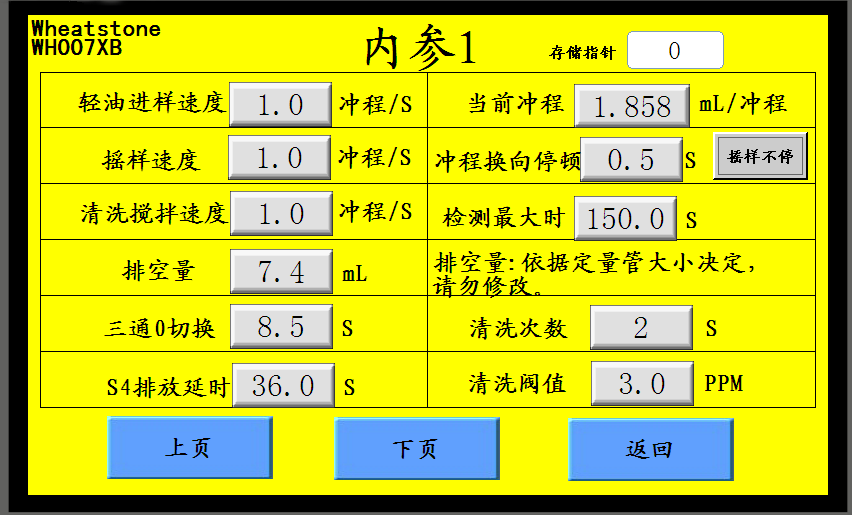 Wheatstone
WH007XB
内参1
存储指针 0
轻油进样速度 1.0 冲程/S
当前冲程 1.858 mL/冲程
摇样速度 1.0 冲程/S
冲程换向停顿 0.5 S
摇样不停
清洗搅拌速度 1.0 冲程/S
检测最大时 150.0 S
排空量 7.4 mL
排空量:依据定量管大小决定,
请勿修改。
三通0切换 8.5 S
清洗次数 2 S
S4排放延时 36.0 S
清洗阀值 3.0 PPM
上页
下页
返回